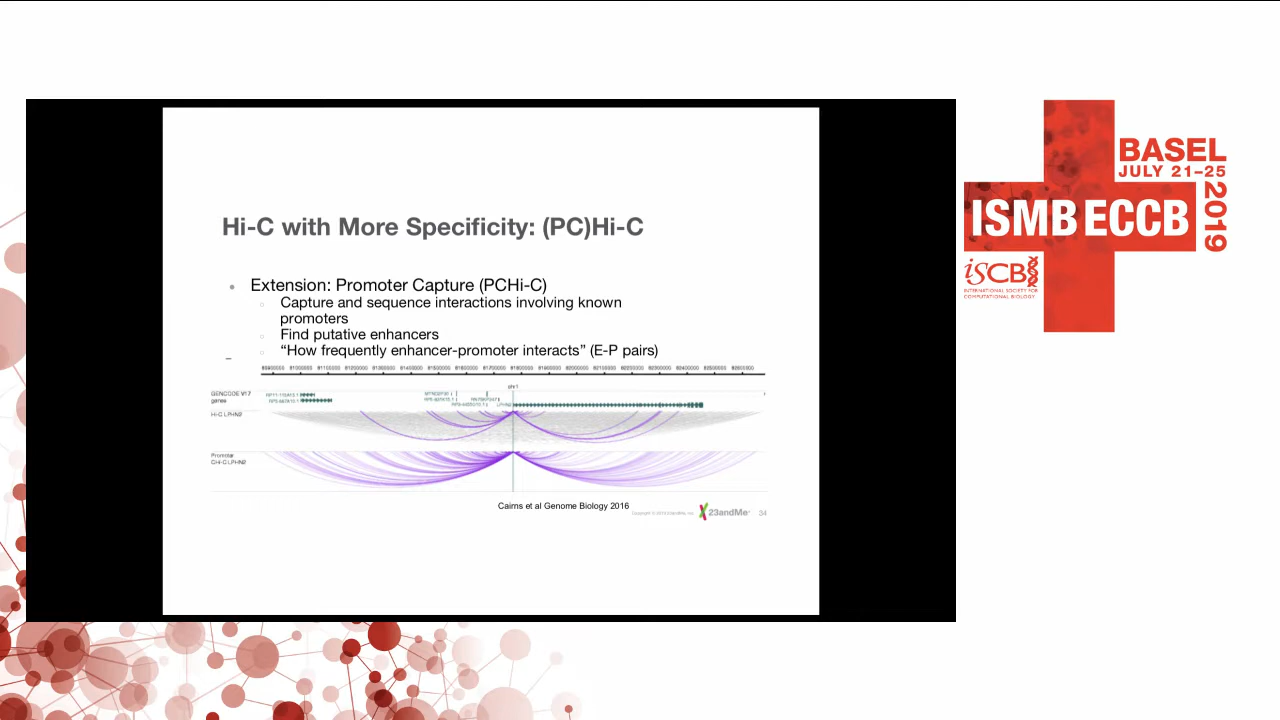 Hi-C with More Specificity: (PC)Hi-C
Extension: Promoter Capture (PCHi-C)
Capture and sequence interactions involving known
promoters
Find putative enhancers
“How frequently enhancer-promoter interacts” (E-P pairs)
chr1
GENCODE V17
genes
Hi-C LPHN2
Promoter
CHi-C LPHN2
Cairns et al Genome Biology 2016
23andMe
34
BASEL
JULY 21–25
2019
ISMB ECCB
ISCB
INTERNATIONAL SOCIETY FOR
COMPUTATIONAL BIOLOGY